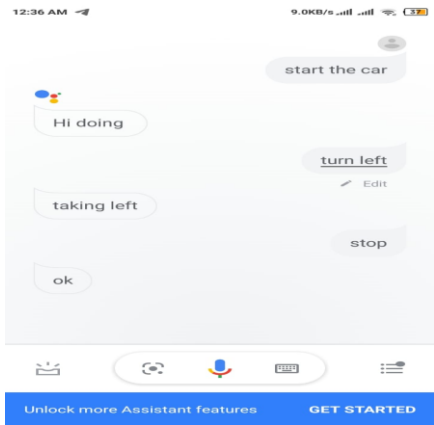 12:36 AM 9.0KB/s 37
start the car
Hi doing
turn left
Edit
taking left
stop
ok
Unlock more Assistant features GET STARTED